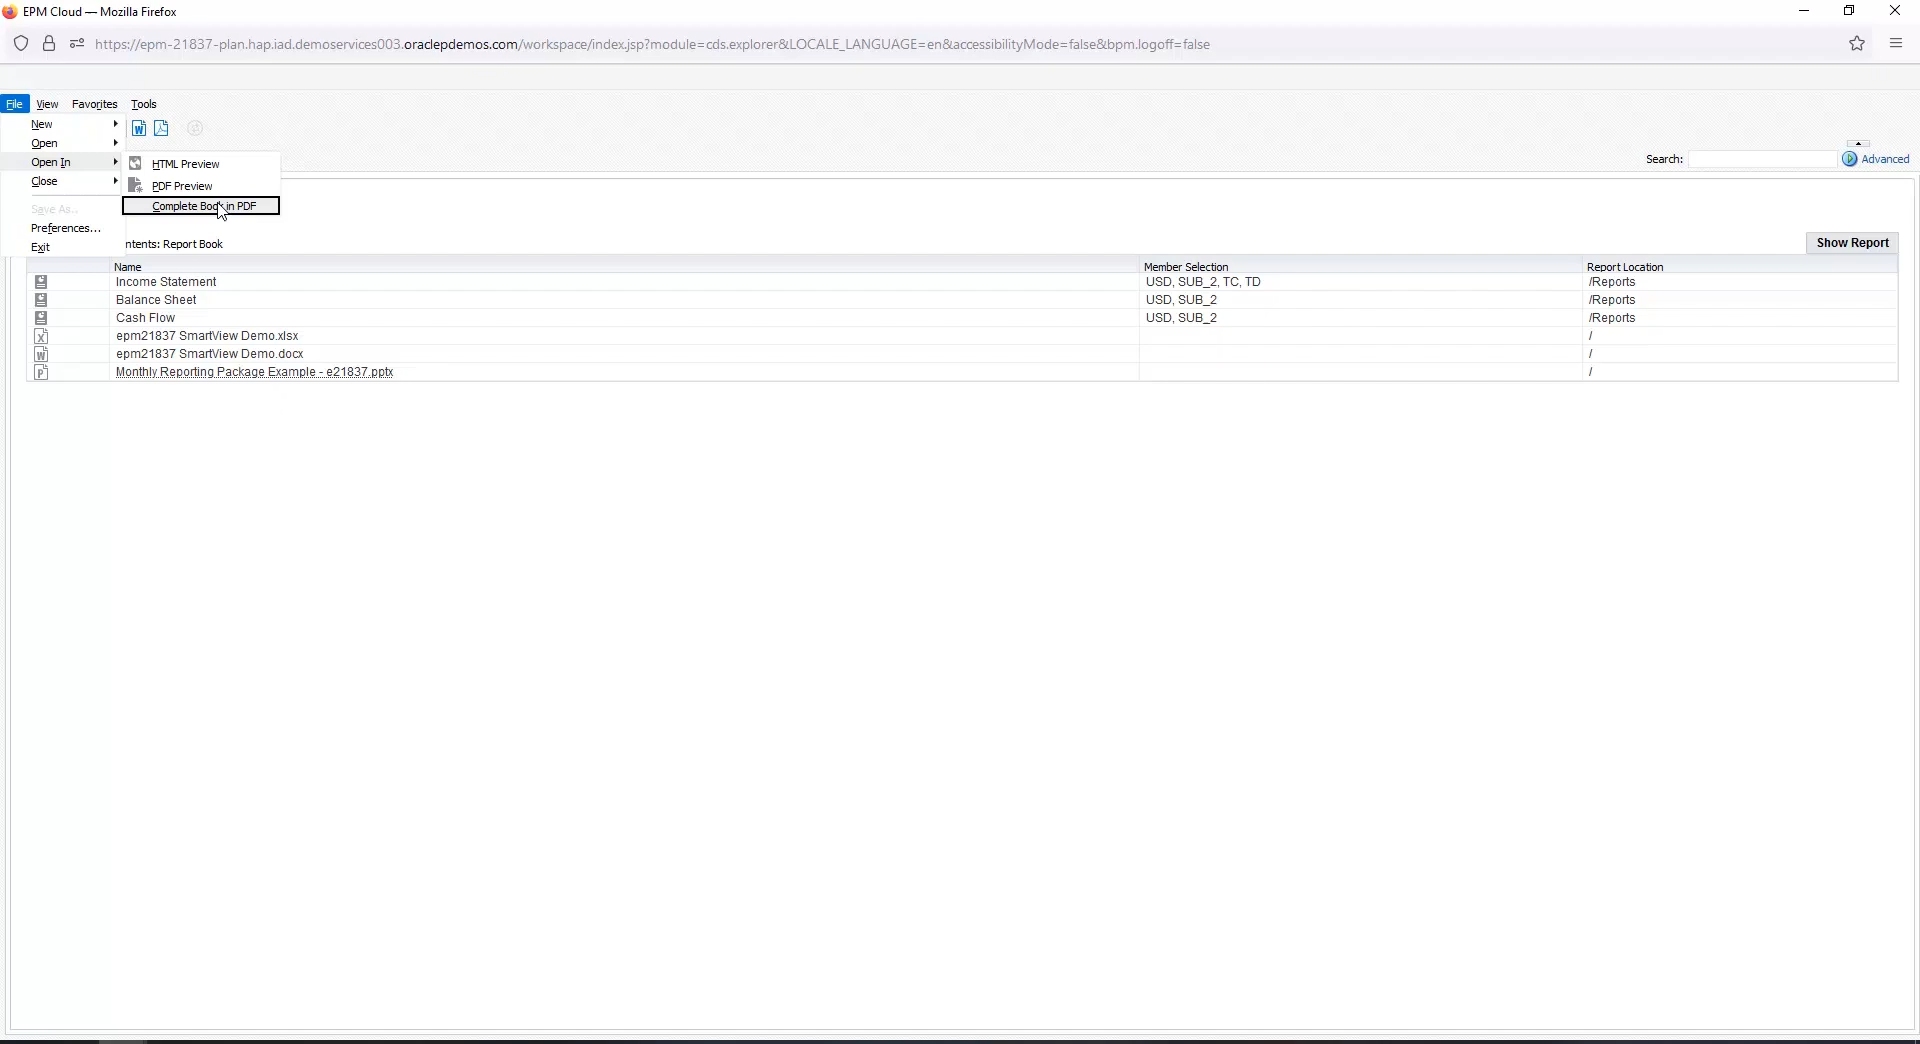 EPM Cloud — Mozilla Firefox
https://epm-21837-plan.hap.iad.demoservices003.oraclepdemos.com/workspace/index.jsp?module=cds.explorer&LOCALE_LANGUAGE=en&accessibilityMode=false&bpm.logoff=false
File View Favorites Tools
New
Open
Open In
HTML Preview
Search: Advanced
Close
PDF Preview
Save As..
Complete Book in PDF
Preferences...
Exit
ntents: Report Book
Show Report
Name Member Selection Report Location
Income Statement USD, SUB_2, TC, TD /Reports
Balance Sheet USD, SUB_2 /Reports
Cash Flow USD, SUB_2 /Reports
epm21837 SmartView Demo.xlsx /
epm21837 SmartView Demo.docx /
Monthly Reporting Package Example - e21837.pptx /